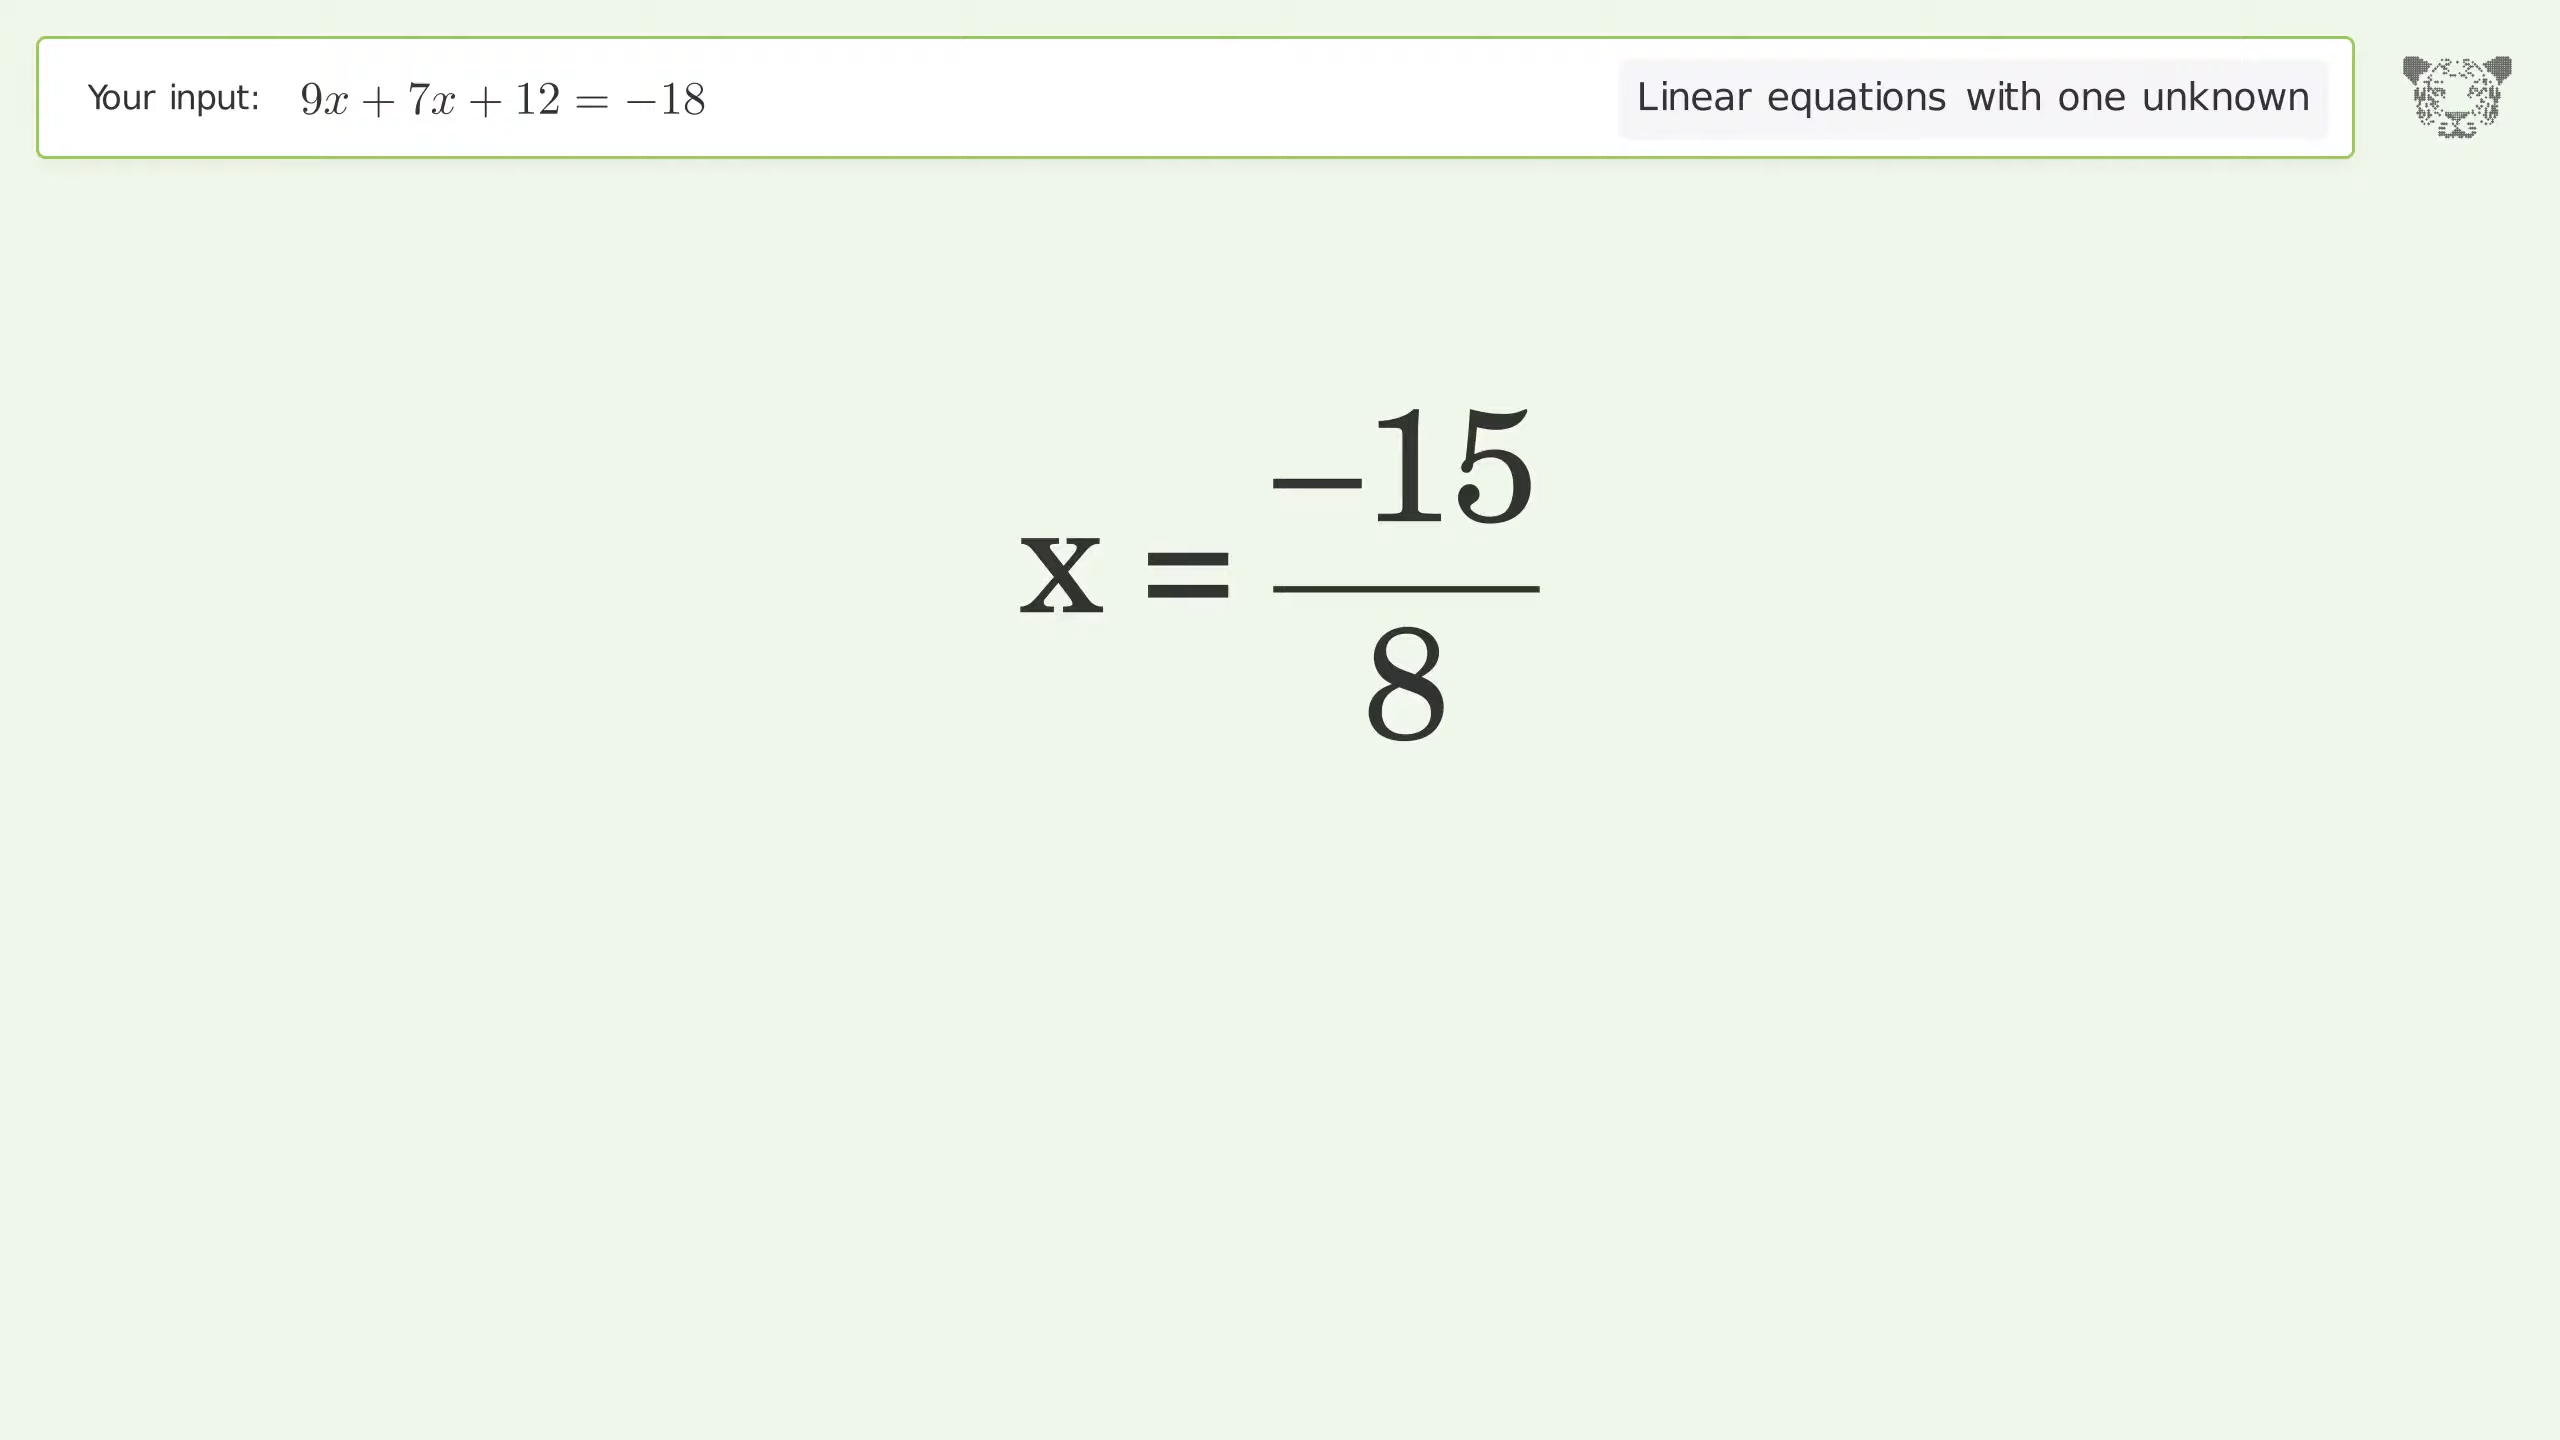 Your input: 9x + 7x + 12 = −18
Linear equations with one unknown
x = −15/8